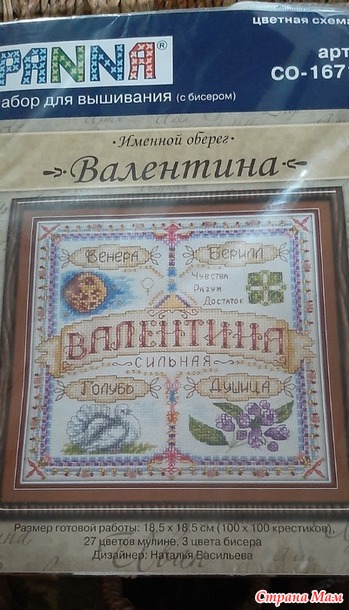 PANNA®
цветная схема
арт
СО-167
набор для вышивания (с бисером)
·Именной оберег·
Валентина
Венера
Берилл
Чувства
Разум
Достаток
ВАЛЕНТИНА
СИЛЬНАЯ
Голубь
Душица
Размер готовой работы: 18,5 х 18,5 см (100 х 100 крестиков),
27 цветов мулине, 3 цвета бисера
Дизайнер: Наталья Васильева
Страна Мам